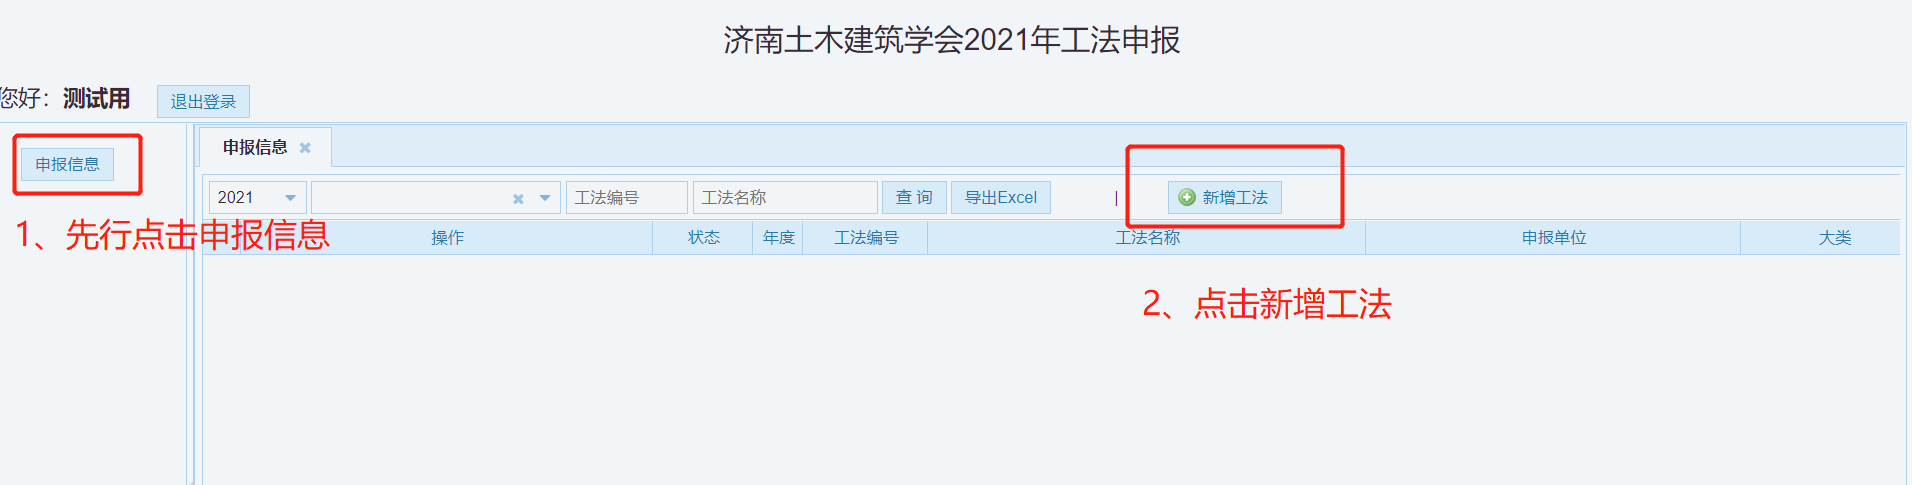 济南土木建筑学会2021年工法申报
您好：测试用 退出登录
申报信息
申报信息
2021 工法编号 工法名称 查 询 导出Excel | 新增工法
1、先行点击申报信息
操作 状态 年度 工法编号 工法名称 申报单位 大类
2、点击新增工法